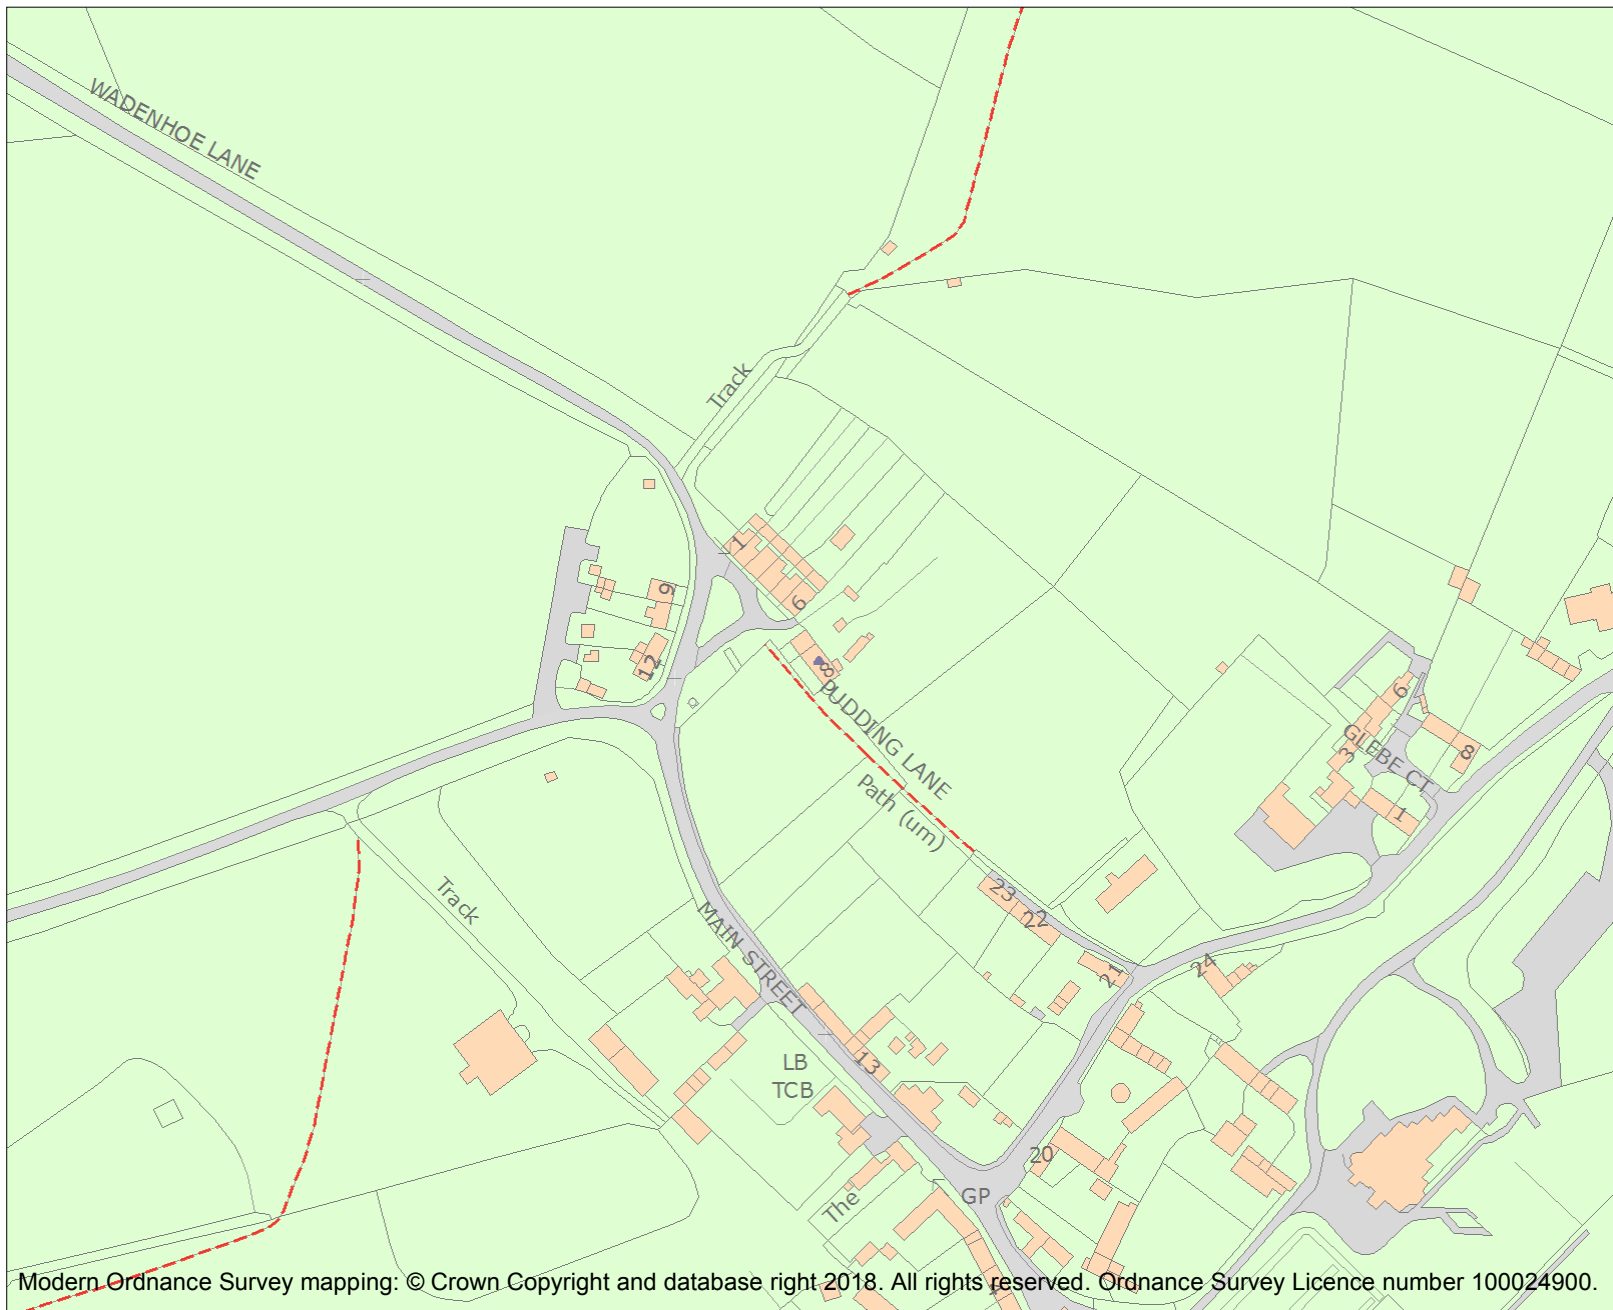 WADENHOE LANE
Track
1
6
9
12
8
PUDDING LANE
Path (um)
6
GLEBE CT
3
8
1
Track
MAIN STREET
23
22
21
24
LB
TCB
13
20
The
GP
Modern Ordnance Survey mapping: © Crown Copyright and database right 2018. All rights reserved. Ordnance Survey Licence number 100024900.